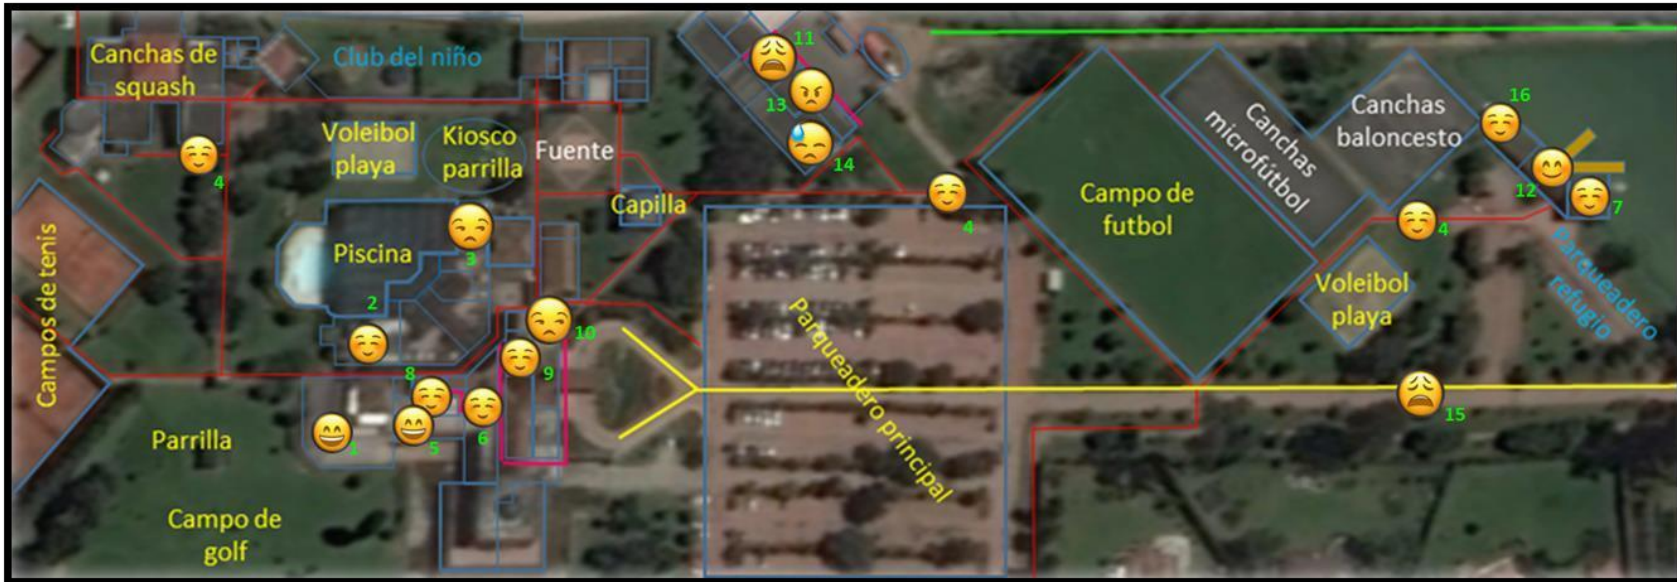 Canchas de
squash
Club del niño
11
13
14
16
Voleibol
playa
Kiosco
parrilla
Fuente
Canchas
microfútbol
Canchas
baloncesto
12
7
4
Capilla
4
Campo de
futbol
4
Campos de tenis
Piscina
3
2
Parqueadero
refugio
Voleibol
playa
10
9
8
Parqueadero principal
15
6
5
1
Parrilla
Campo de
golf